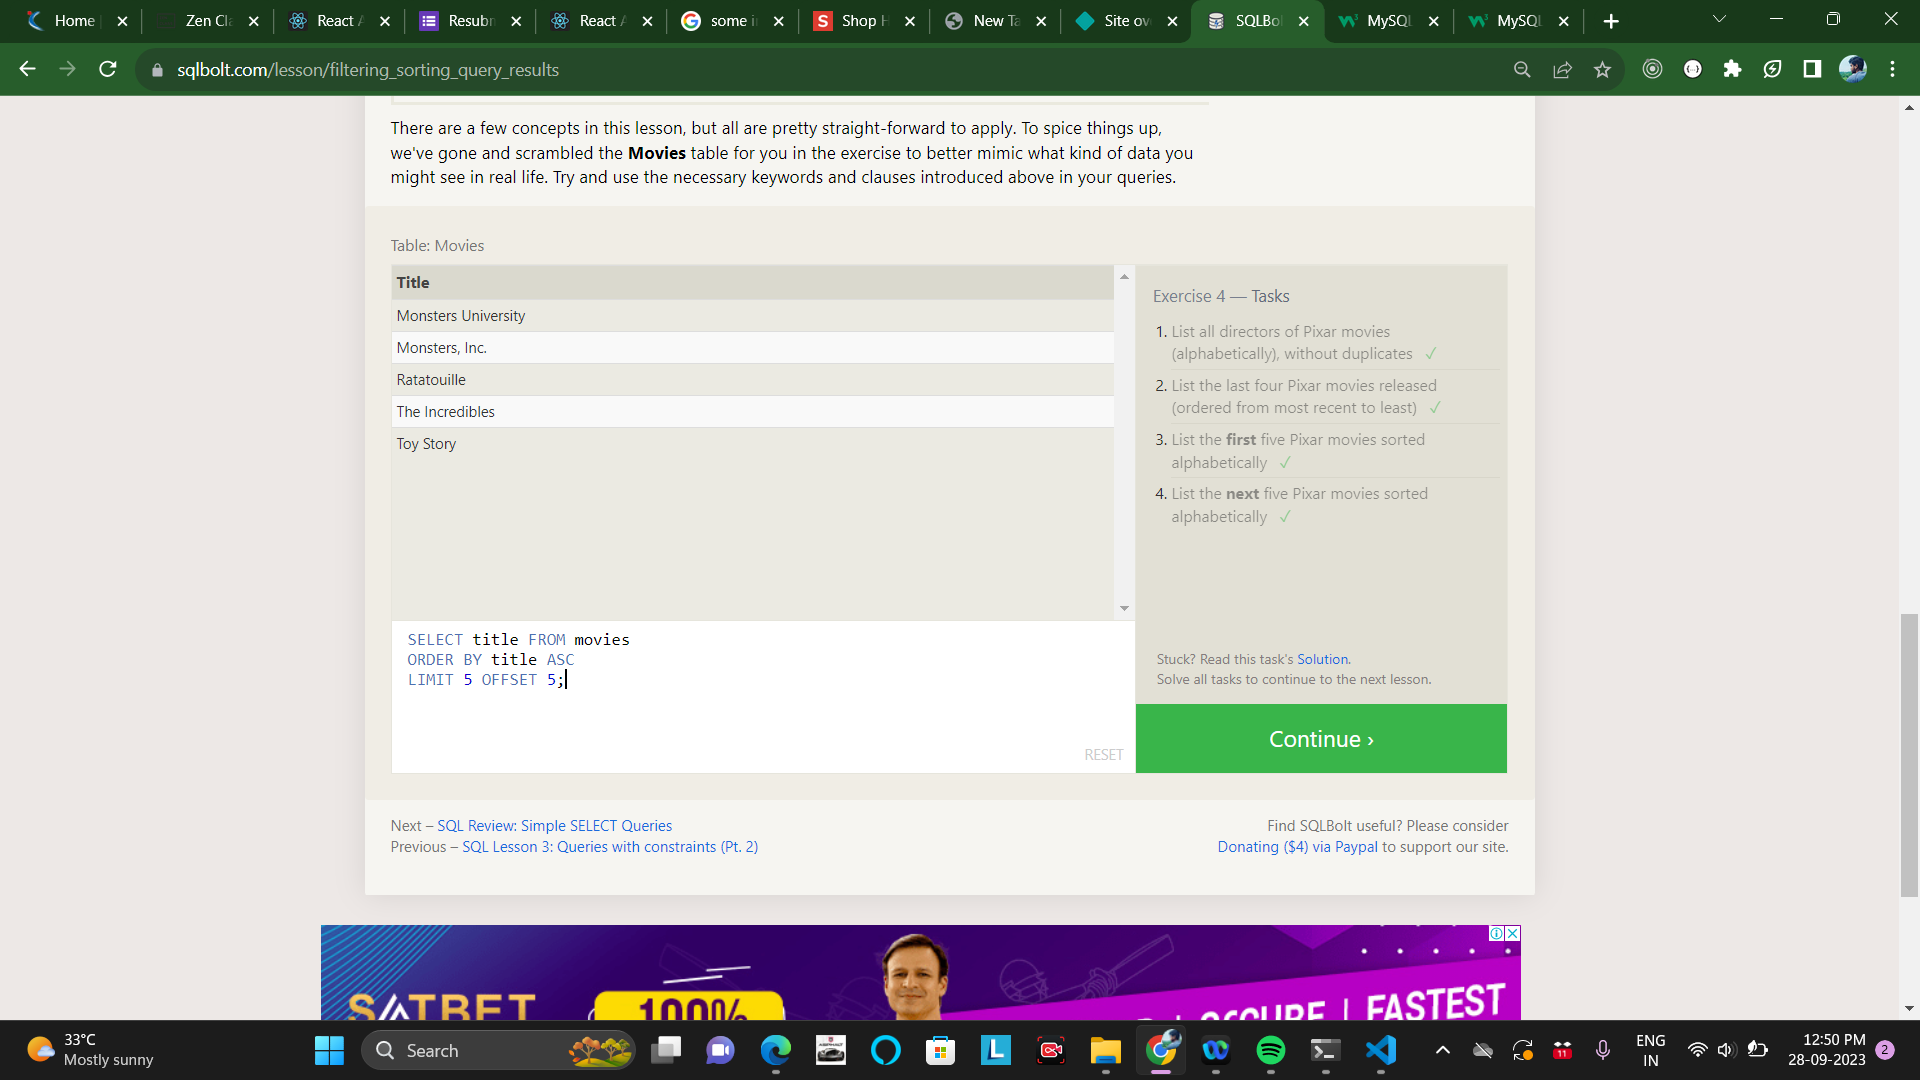 Home
Zen Cla
React A
Resubm
React A
some i
Shop H
New Ta
Site ov
SQLBol
MySQL
MySQL
sqlbolt.com/lesson/filtering_sorting_query_results
There are a few concepts in this lesson, but all are pretty straight-forward to apply. To spice things up,
we've gone and scrambled the Movies table for you in the exercise to better mimic what kind of data you
might see in real life. Try and use the necessary keywords and clauses introduced above in your queries.
Table: Movies
Title
Monsters University
Monsters, Inc.
Ratatouille
The Incredibles
Toy Story
SELECT title FROM movies
ORDER BY title ASC
LIMIT 5 OFFSET 5;
RESET
Exercise 4 — Tasks
1. List all directors of Pixar movies
(alphabetically), without duplicates ✓
2. List the last four Pixar movies released
(ordered from most recent to least) ✓
3. List the first five Pixar movies sorted
alphabetically ✓
4. List the next five Pixar movies sorted
alphabetically ✓
Stuck? Read this task's Solution.
Solve all tasks to continue to the next lesson.
Continue ›
Next – SQL Review: Simple SELECT Queries
Previous – SQL Lesson 3: Queries with constraints (Pt. 2)
Find SQLBolt useful? Please consider
Donating ($4) via Paypal to support our site.
SATBET
100%
SECURE | FASTEST
33°C
Mostly sunny
Search
11
ENG
IN
12:50 PM
28-09-2023
2